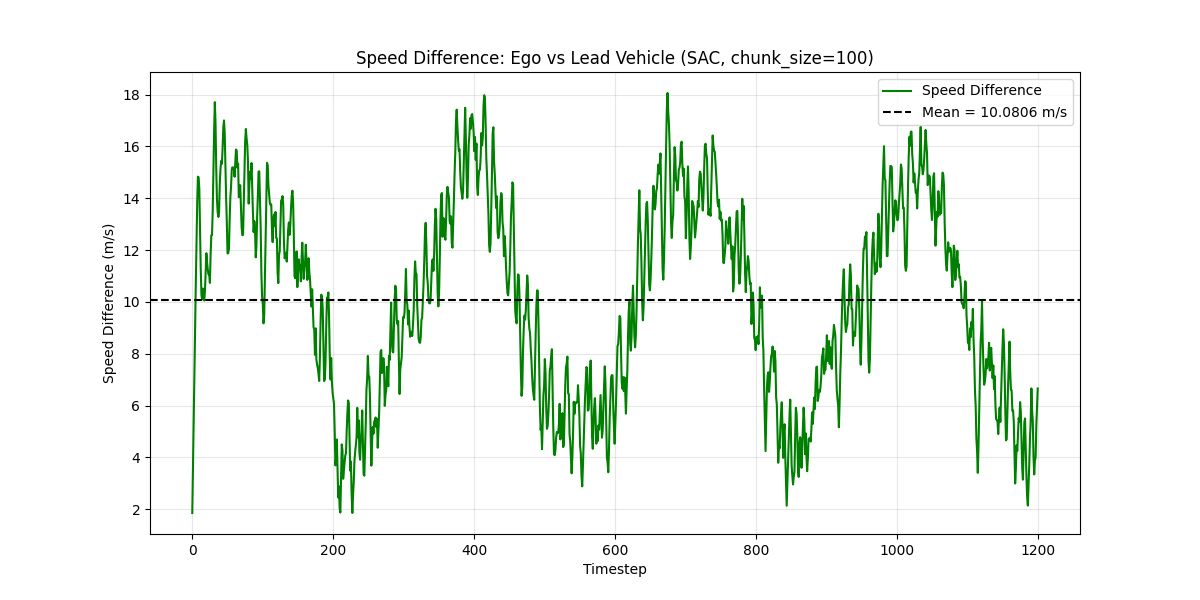 Speed Difference: Ego vs Lead Vehicle (SAC, chunk_size=100)
Speed Difference
Mean = 10.0806 m/s
Speed Difference (m/s)
18
16
14
12
10
8
6
4
2
0 200 400 600 800 1000 1200
Timestep